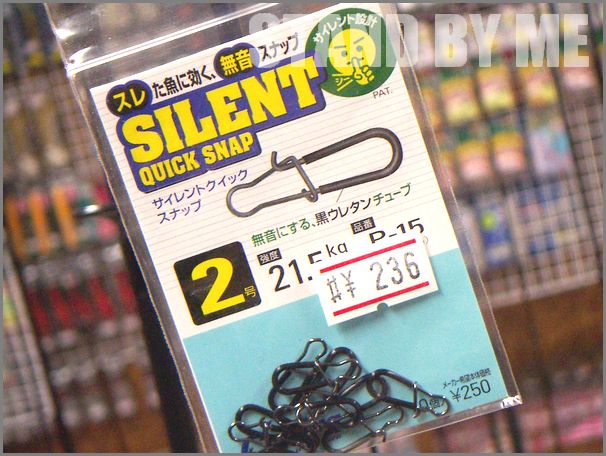 STAND BY ME
スレた魚に効く、無音スナップ
サイレント設計
シーッ
PAT.
SILENT
QUICK SNAP
サイレントクイック
スナップ
無音にする、黒ウレタンチューブ
2号
強度 21.5kg
品番 P-15
#¥ 236
メーカー希望本体価格
¥250